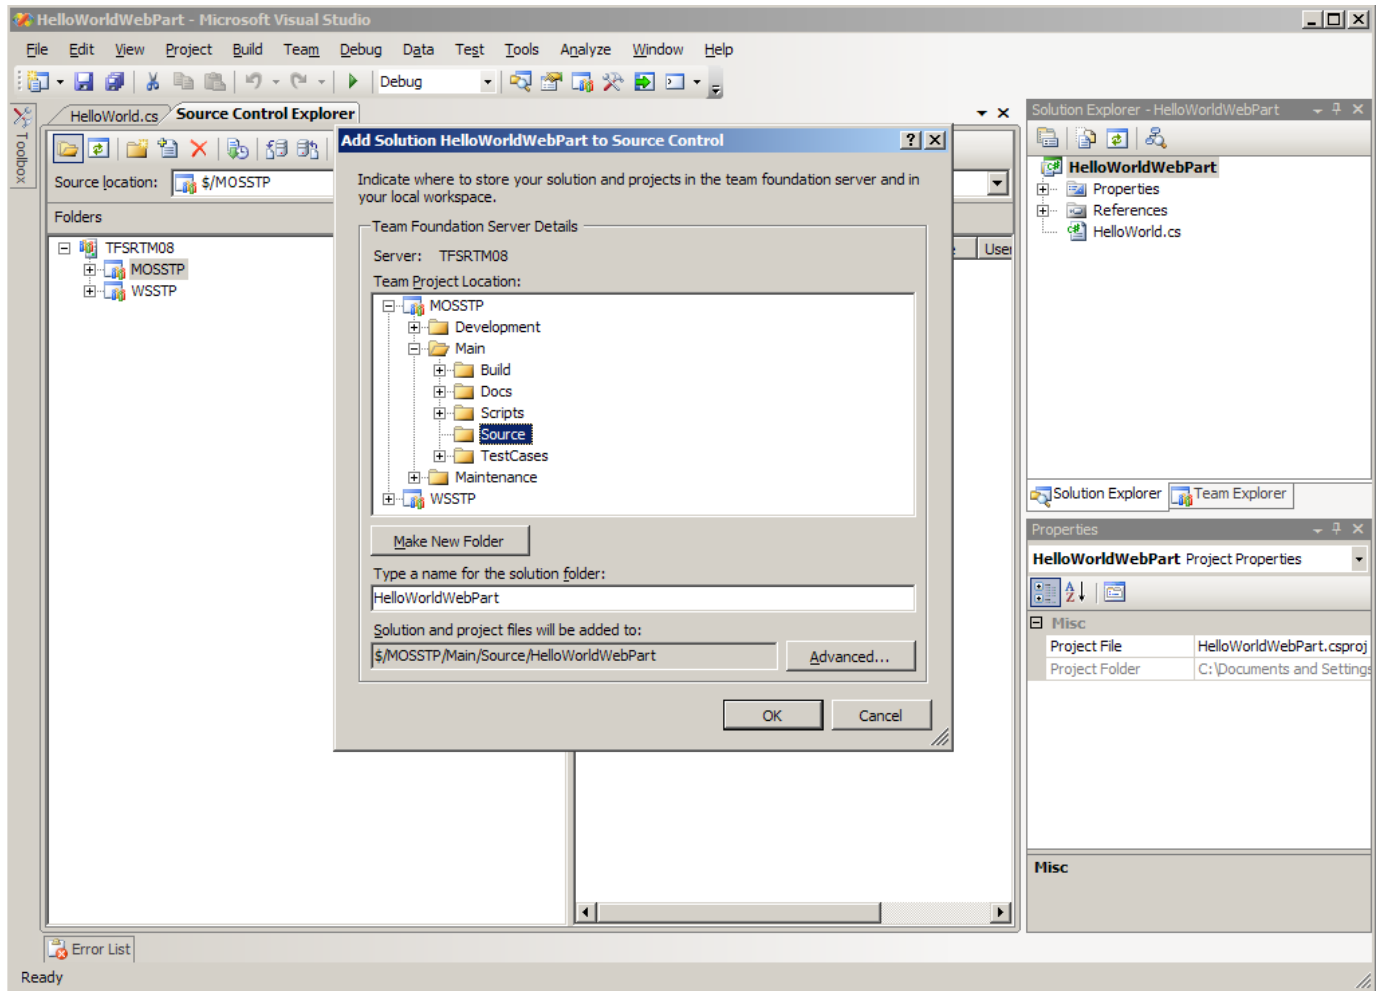 HelloWorldWebPart - Microsoft Visual Studio
File Edit View Project Build Team Debug Data Test Tools Analyze Window Help
Debug
Toolbox
HelloWorld.cs Source Control Explorer
Source location: $/MOSSTP
Folders
TFSRTM08
MOSSTP
WSSTP
User
Add Solution HelloWorldWebPart to Source Control
Indicate where to store your solution and projects in the team foundation server and in
your local workspace.
Team Foundation Server Details
Server: TFSRTM08
Team Project Location:
MOSSTP
Development
Main
Build
Docs
Scripts
Source
TestCases
Maintenance
WSSTP
Make New Folder
Type a name for the solution folder:
HelloWorldWebPart
Solution and project files will be added to:
$/MOSSTP/Main/Source/HelloWorldWebPart
Advanced...
OK Cancel
Solution Explorer - HelloWorldWebPart
HelloWorldWebPart
Properties
References
HelloWorld.cs
Solution Explorer Team Explorer
Properties
HelloWorldWebPart Project Properties
Misc
Project File HelloWorldWebPart.csproj
Project Folder C:\Documents and Settings
Misc
Error List
Ready